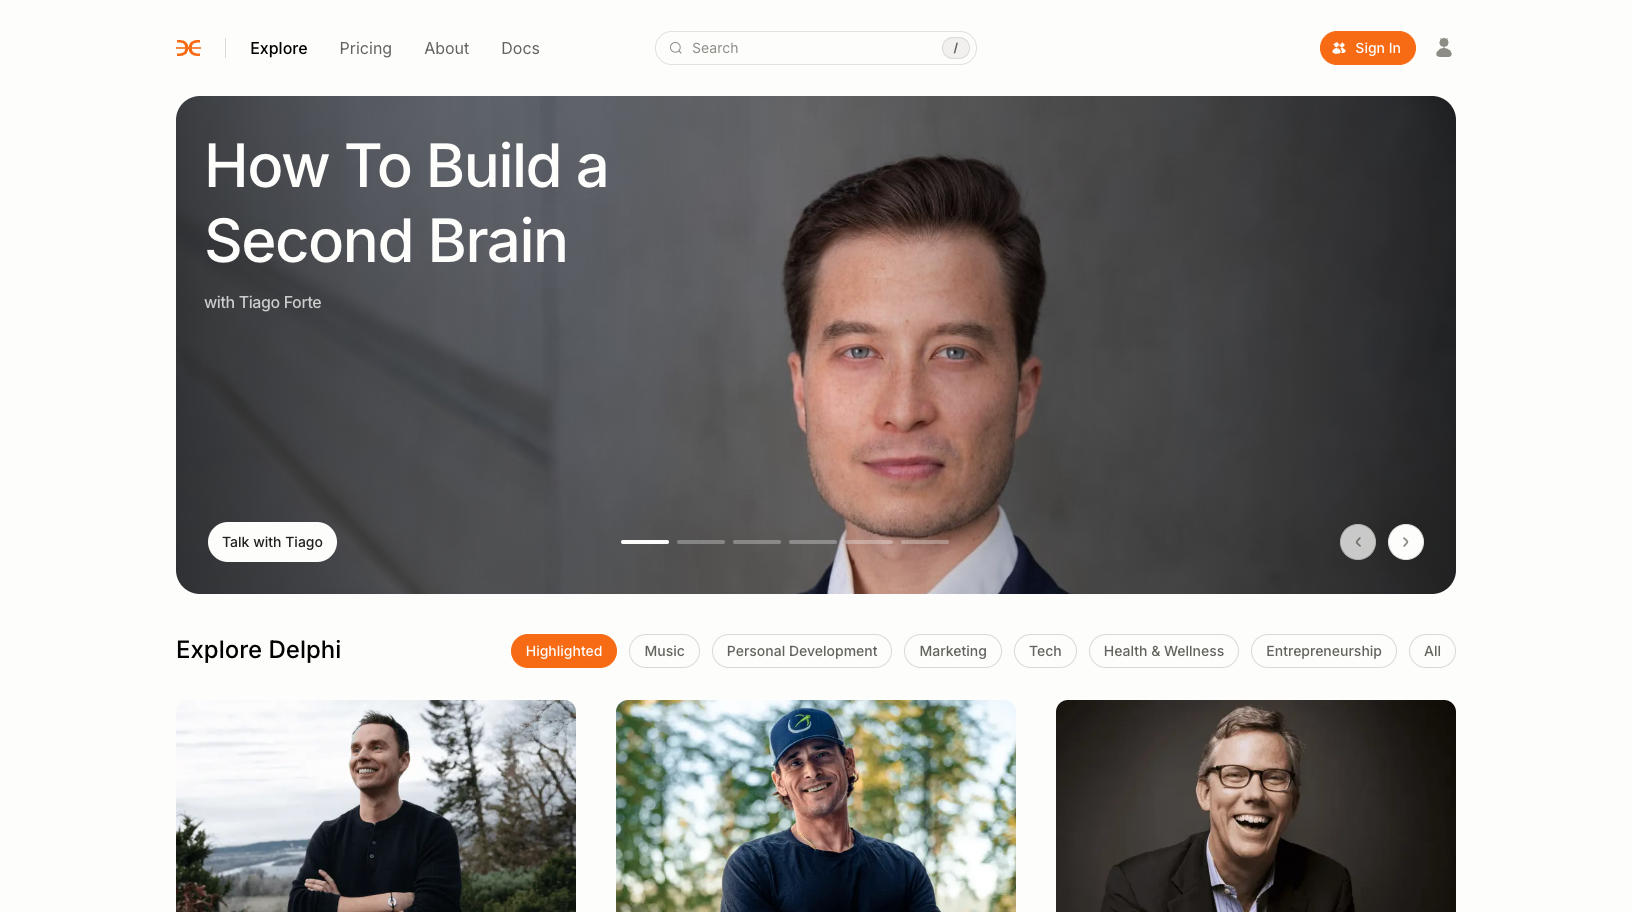 Explore
Pricing
About
Docs
Search
/
Sign In
How To Build a
Second Brain
with Tiago Forte
Talk with Tiago
Explore Delphi
Highlighted
Music
Personal Development
Marketing
Tech
Health & Wellness
Entrepreneurship
All